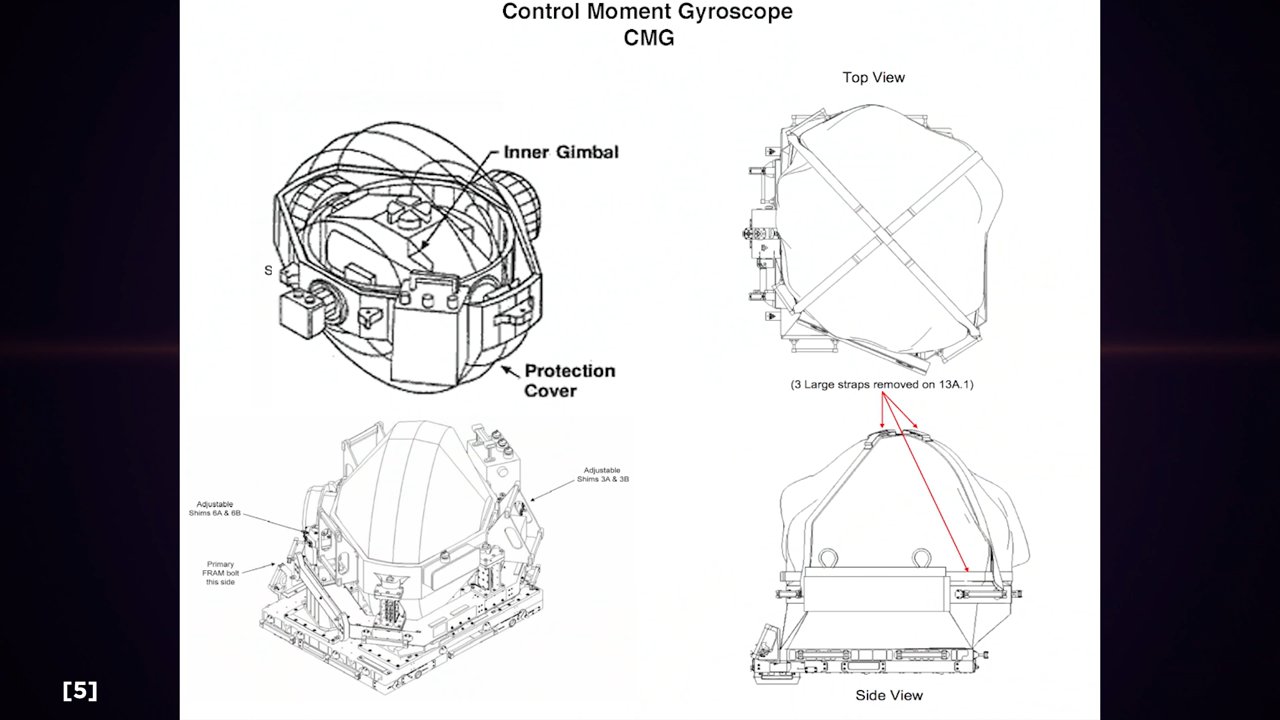 Control Moment Gyroscope
CMG
Top View
Inner Gimbal
S
Protection
Cover
(3 Large straps removed on 13A.1)
Adjustable
Shims 3A & 3B
Adjustable
Shims 6A & 6B
Primary
FRAM bolt
this side
Side View
[5]